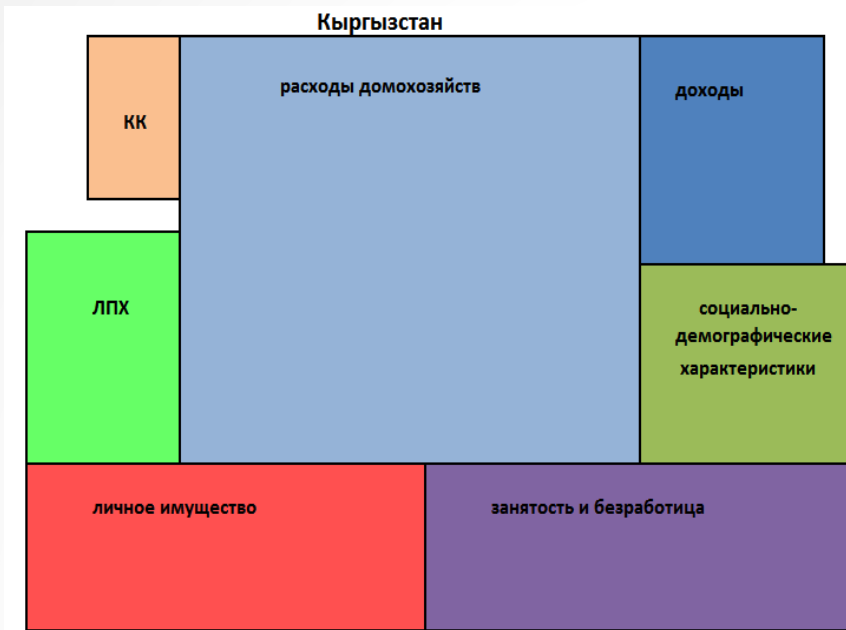 Кыргызстан
КК
расходы домохозяйств
доходы
ЛПХ
социально-
демографические
характеристики
личное имущество
занятость и безработица